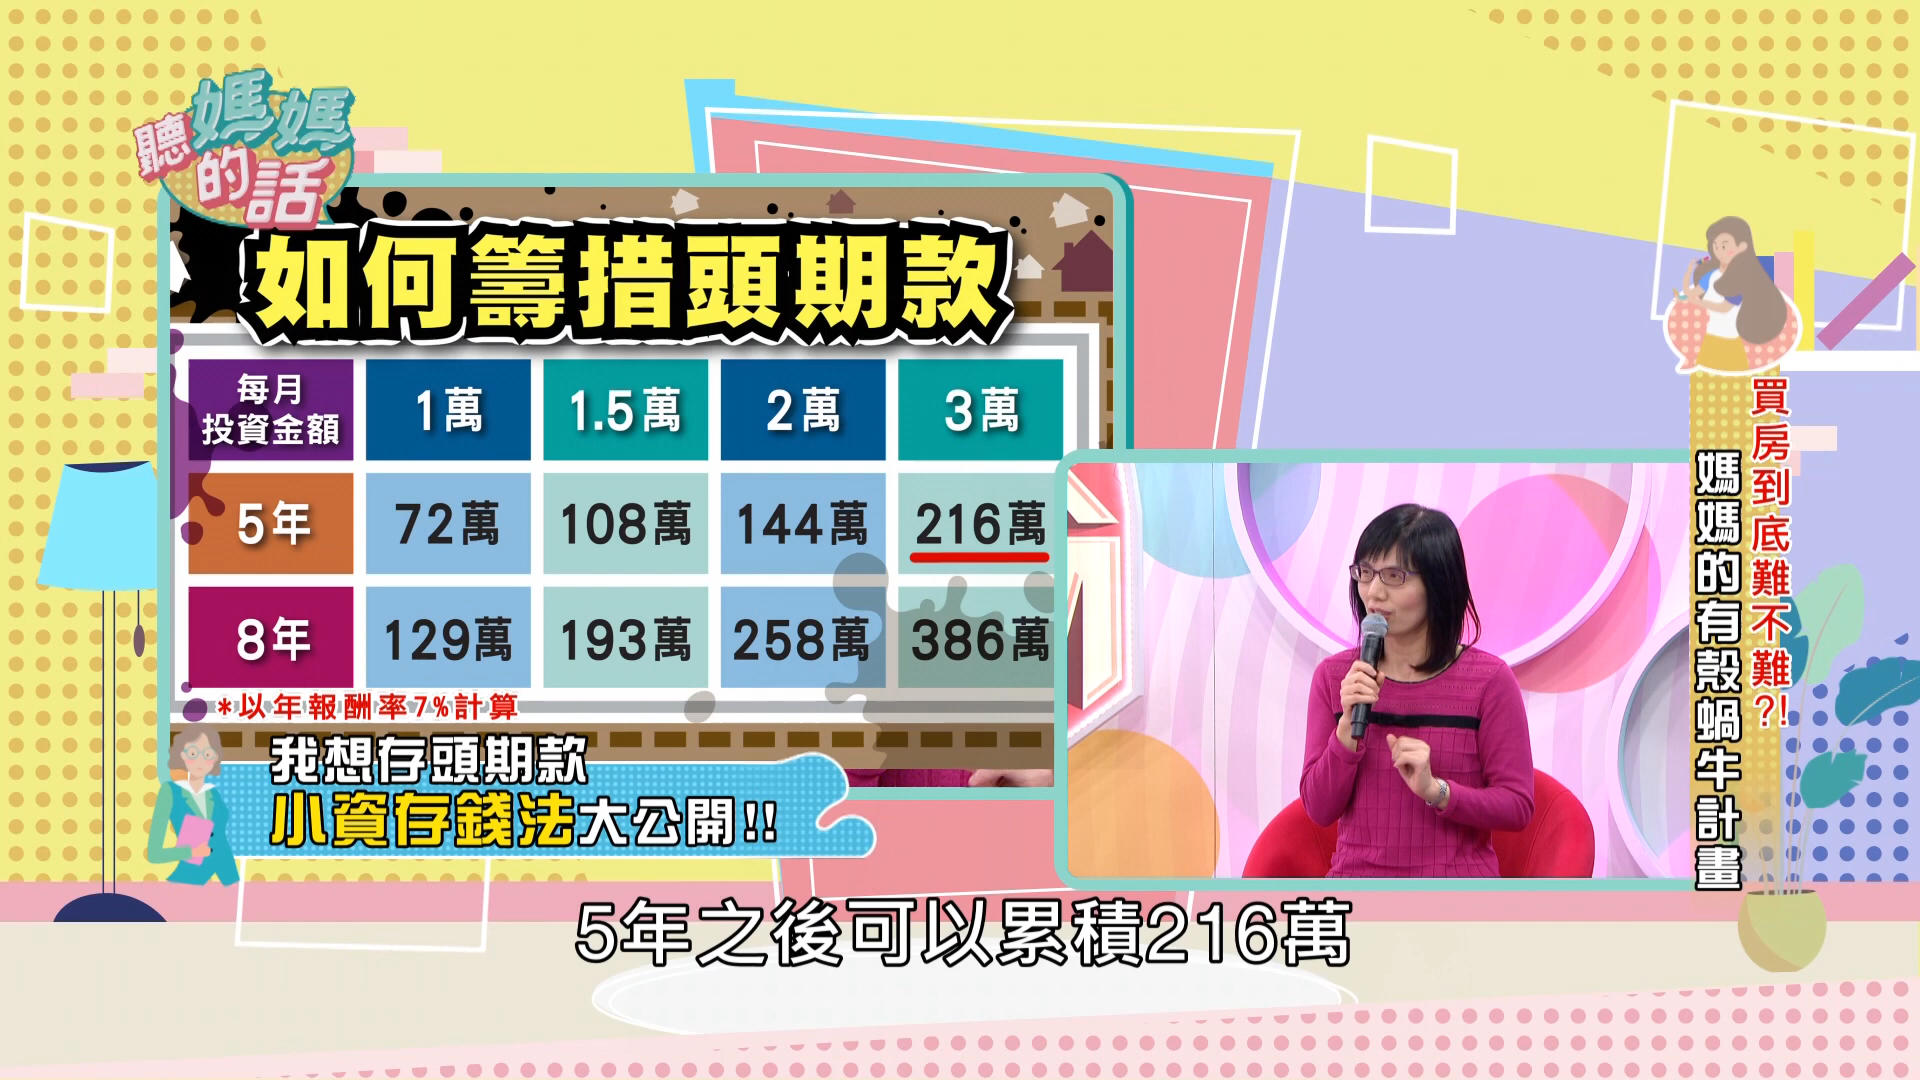 聽媽媽
的話
如何籌措頭期款
每月
投資金額
1萬
1.5萬
2萬
3萬
5年
72萬
108萬
144萬
216萬
8年
129萬
193萬
258萬
386萬
*以年報酬率7%計算
我想存頭期款
小資存錢法大公開!!
買房到底難不難?!
媽媽的有殼蝸牛計畫
5年之後可以累積216萬